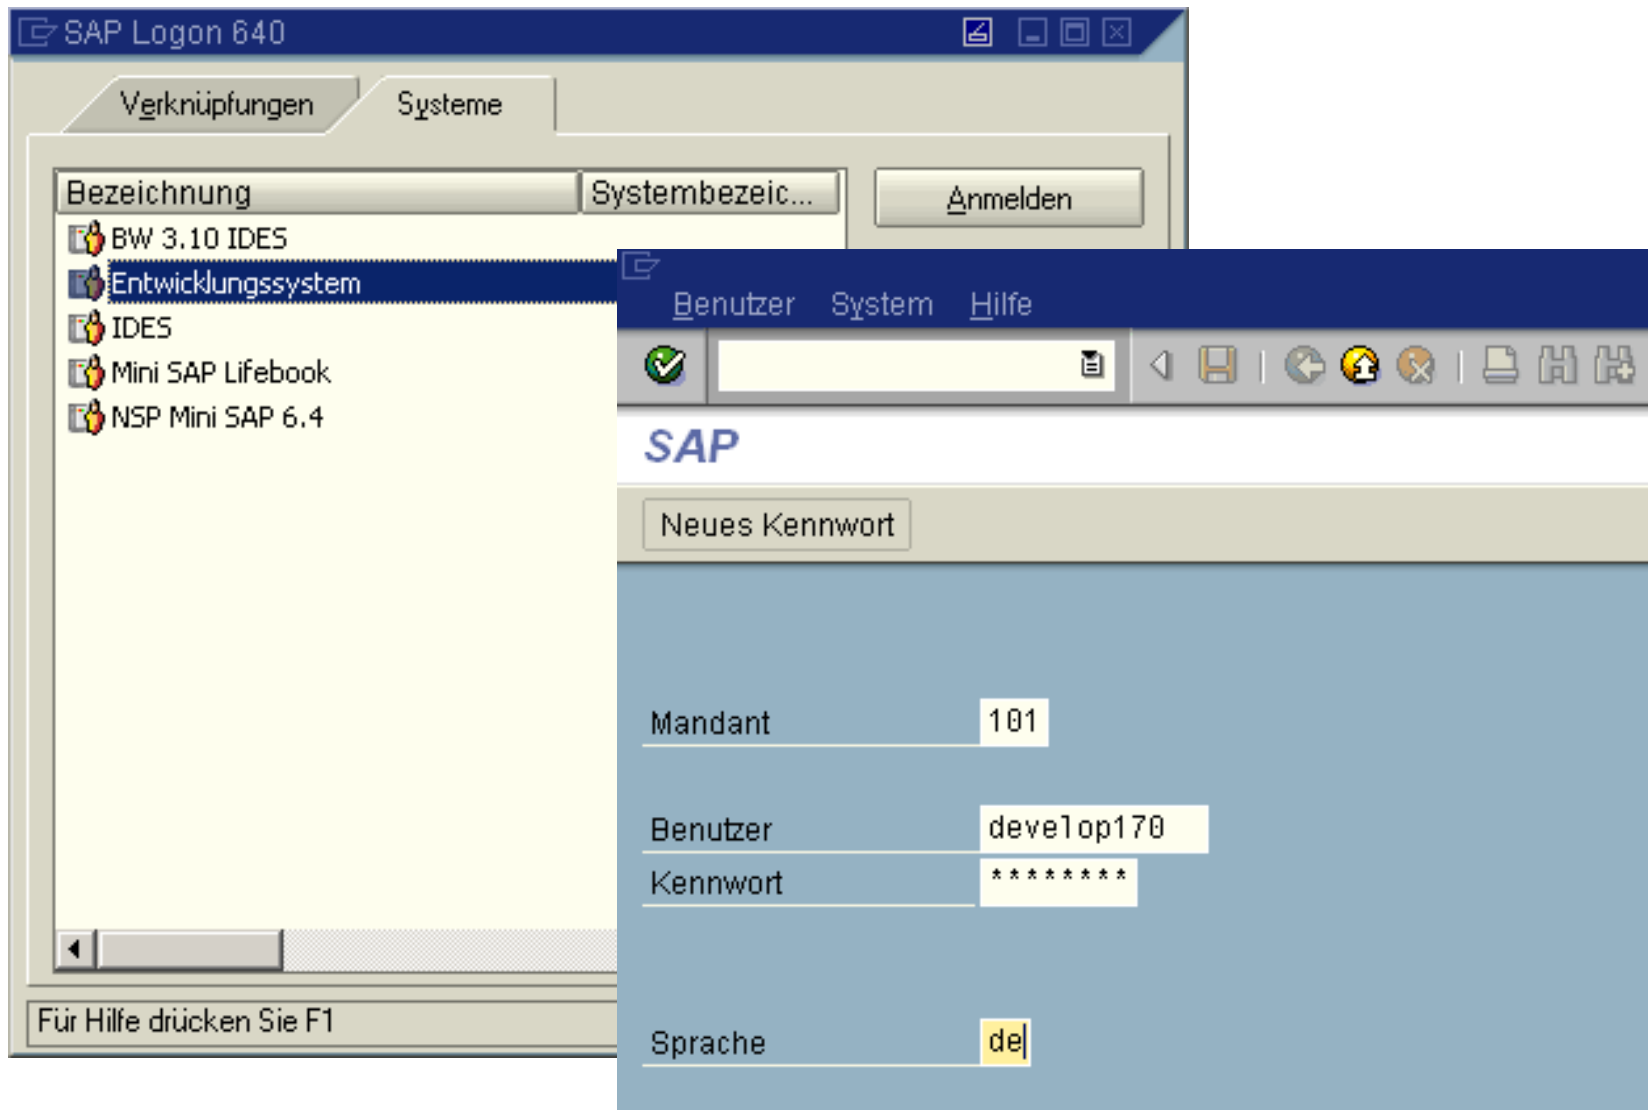 SAP Logon 640
Verknüpfungen Systeme
Bezeichnung Systembezeic...
Anmelden
BW 3.10 IDES
Entwicklungssystem
IDES
Mini SAP Lifebook
NSP Mini SAP 6.4
Für Hilfe drücken Sie F1
Benutzer System Hilfe
SAP
Neues Kennwort
Mandant 101
Benutzer develop170
Kennwort ********
Sprache de